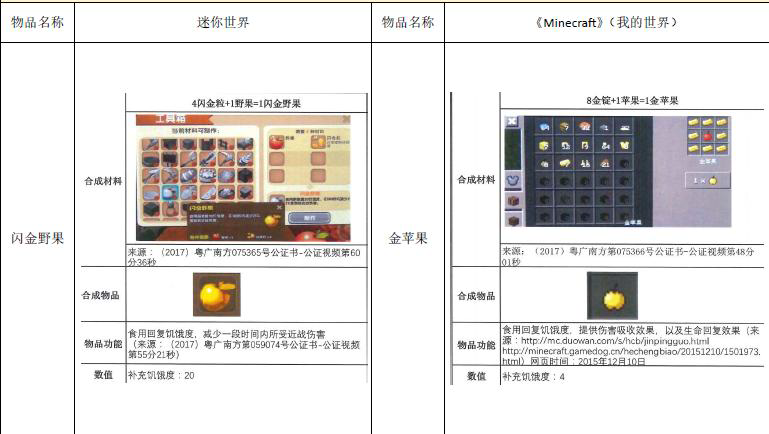 物品名称
迷你世界
物品名称
《Minecraft》（我的世界）
闪金野果
4闪金粒+1野果=1闪金野果
合成材料
工具箱
当前材料可制作：
闪金野果
来源：（2017）粤广南方075365号公证书-公证视频第60
分36秒
合成物品
物品功能
食用回复饥饿度，减少一段时间内所受近战伤害
（来源：（2017）粤广南方第059074号公证书-公证视频
第55分21秒）
数值
补充饥饿度：20
金苹果
8金锭+1苹果=1金苹果
合成材料
金苹果
1 x
金苹果
来源：（2017）粤广南方第075366号公证书-公证视频第48分
01秒
合成物品
物品功能
食用回复饥饿度，提供伤害吸收效果，以及生命回复效果（来
源：http://mc.duowan.com/s/hcb/jinpingguo.html
http://minecraft.gamedog.cn/hechengbiao/20151210/1501973.
html）网页时间：2015年12月10日
数值
补充饥饿度：4